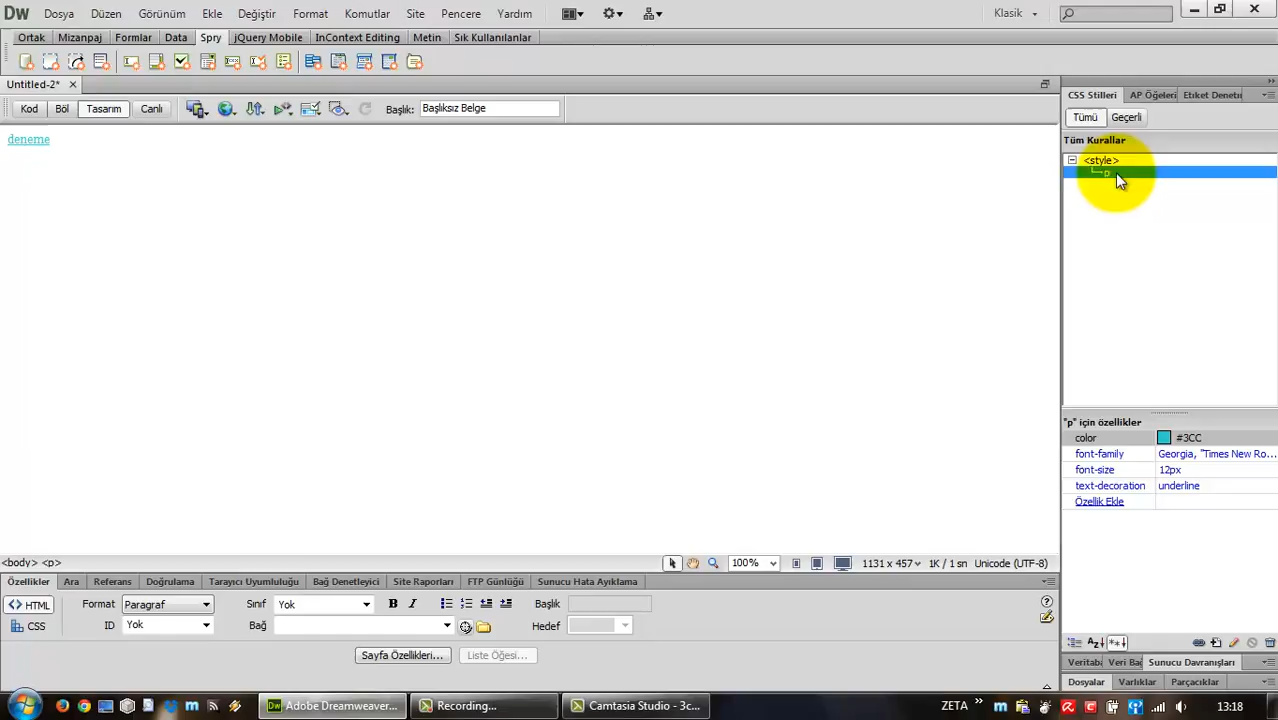 Dw Dosya Düzen Görünüm Ekle Değiştir Format Komutlar Site Pencere Yardım Klasik
Ortak Mizanpaj Formlar Data Spry jQuery Mobile InContext Editing Metin Sık Kullanılanlar
Untitled-2*
Kod Böl Tasarım Canlı Başlık: Başlıksız Belge
deneme
CSS Stilleri AP Öğeleri Etiket Denetim
Tümü Geçerli
Tüm Kurallar
<style>
p
"p" için özellikler
color #3CC
font-family Georgia, "Times New Ro...
font-size 12px
text-decoration underline
Özellik Ekle
<body> <p> 100% 1131 x 457 1K / 1 sn Unicode (UTF-8)
Özellikler Ara Referans Doğrulama Tarayıcı Uyumluluğu Bağ Denetleyici Site Raporları FTP Günlüğü Sunucu Hata Ayıklama
<> HTML Format Paragraf Sınıf Yok B I Başlık
CSS ID Yok Bağ Hedef
Sayfa Özellikleri... Liste Öğesi...
Veritaba Veri Bağ Sunucu Davranışları
Dosyalar Varlıklar Parçacıklar
Adobe Dreamweaver... Recording... Camtasia Studio - 3c... ZETA 13:18